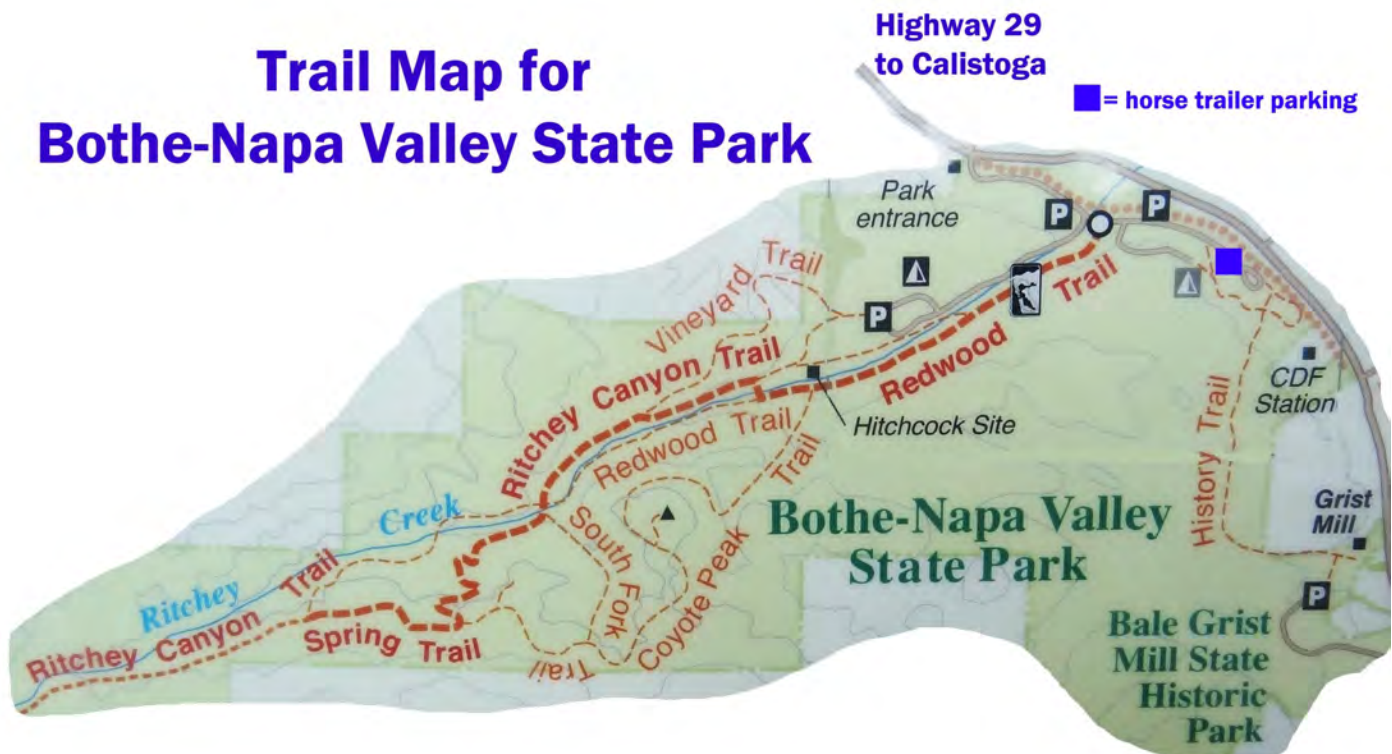 Trail Map for
Bothe-Napa Valley State Park
Highway 29
to Calistoga
= horse trailer parking
Park
entrance
P
P
P
Vineyard Trail
Ritchey Canyon Trail
Redwood Trail
Hitchcock Site
Redwood Trail
CDF
Station
History Trail
Grist
Mill
P
Ritchey Creek
Ritchey Canyon Trail
Spring Trail
South Fork Trail
Coyote Peak Trail
Bothe-Napa Valley
State Park
Bale Grist
Mill State
Historic
Park